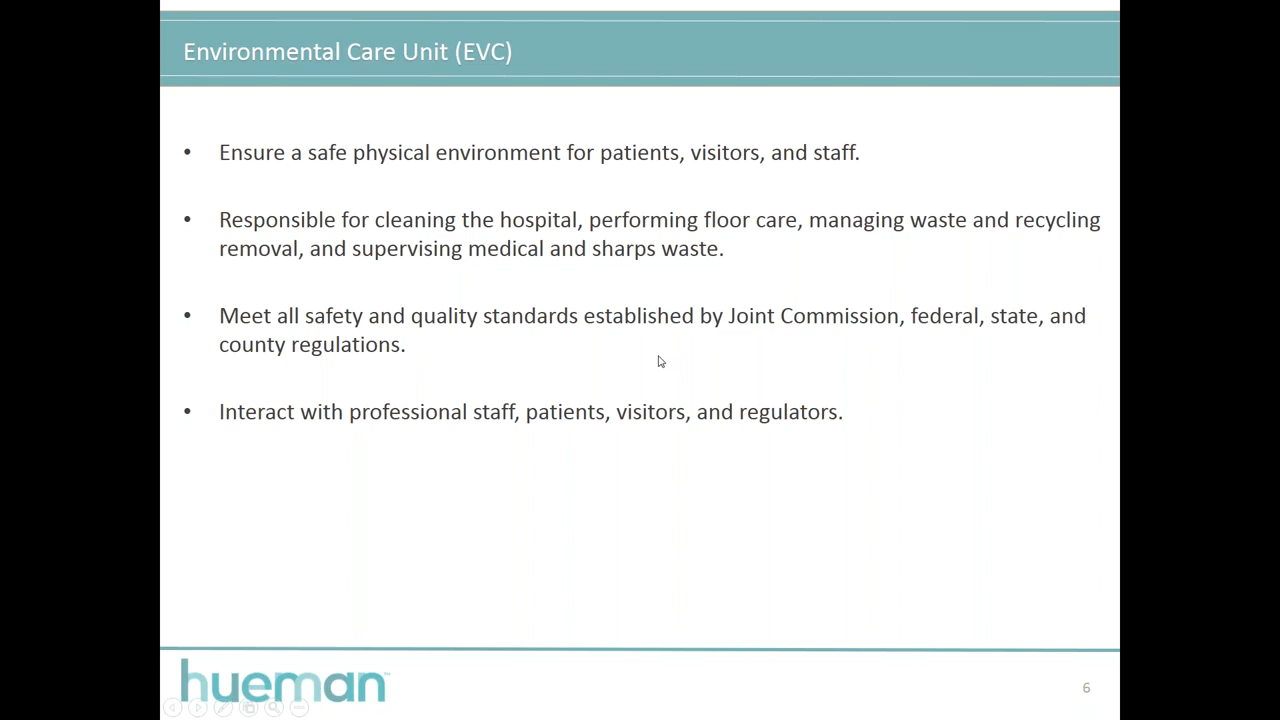 Environmental Care Unit (EVC)
• Ensure a safe physical environment for patients, visitors, and staff.
• Responsible for cleaning the hospital, performing floor care, managing waste and recycling
removal, and supervising medical and sharps waste.
• Meet all safety and quality standards established by Joint Commission, federal, state, and
county regulations.
• Interact with professional staff, patients, visitors, and regulators.
hueman™
6